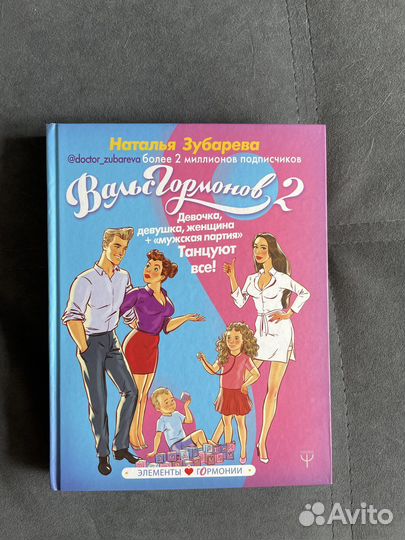 Наталья Зубарева
@doctor_zubareva более 2 миллионов подписчиков
Вальс Гормонов 2
Девочка,
девушка, женщина
+ «мужская партия»
Танцуют
все!
ЭЛЕМЕНТЫ ГОРМОНИИ
Avito